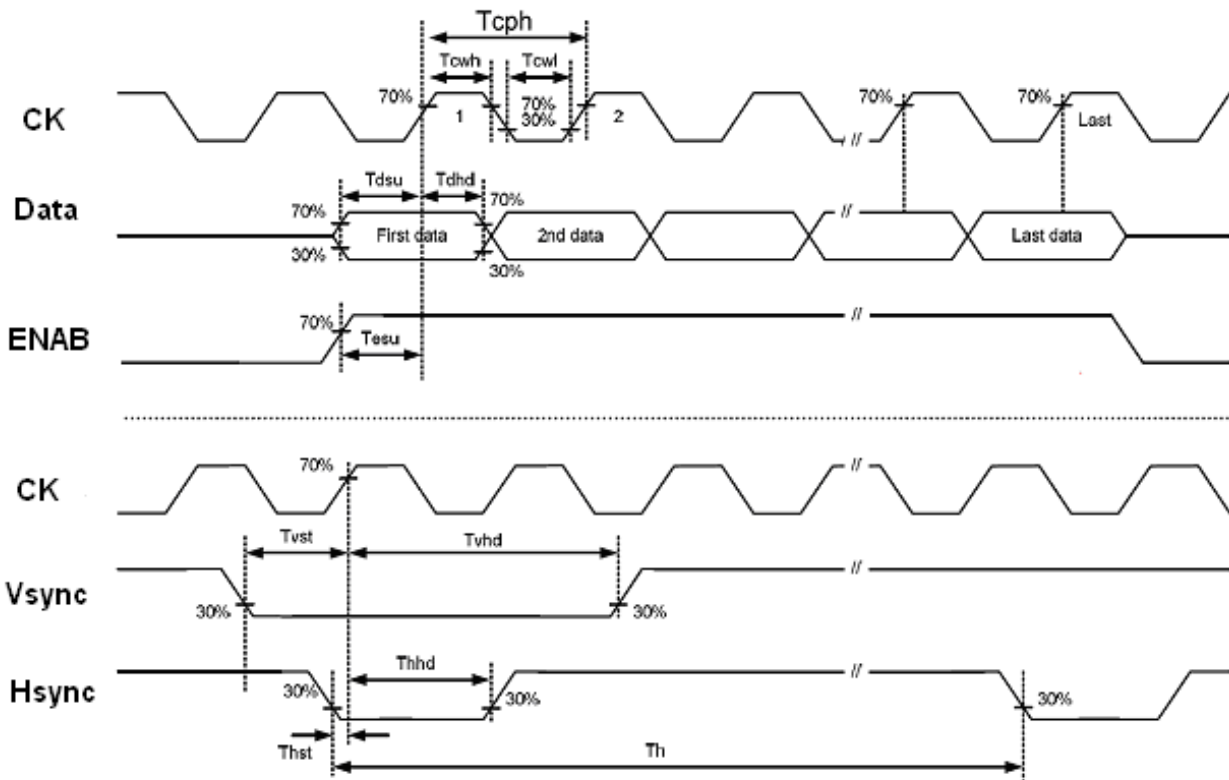 Tcph
Tcwh Tcwl
CK 70% 1 70% 30% 2 // 70% 70% Last
Tdsu Tdhd
Data 70% 30% First data 70% 30% 2nd data // Last data
ENAB 70% Tesu //
CK 70% //
Tvst Tvhd
Vsync 30% 30% //
Thhd
Hsync 30% 30% // 30%
Thst Th